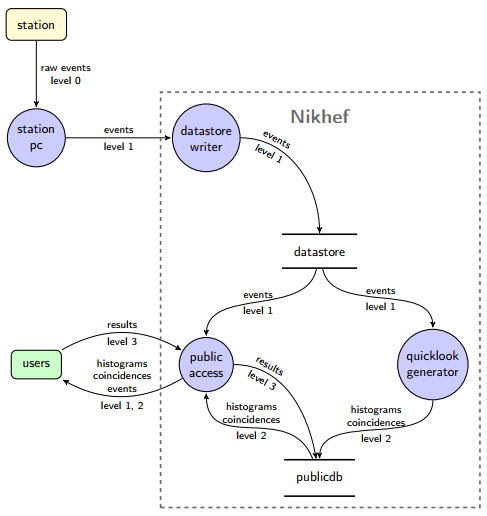 station
raw events
level 0
Nikhef
station
pc
events
level 1
datastore
writer
events
level 1
datastore
events
level 1
events
level 1
results
level 3
users
histograms
coincidences
events
level 1, 2
public
access
results
level 3
quicklook
generator
histograms
coincidences
level 2
histograms
coincidences
level 2
publicdb